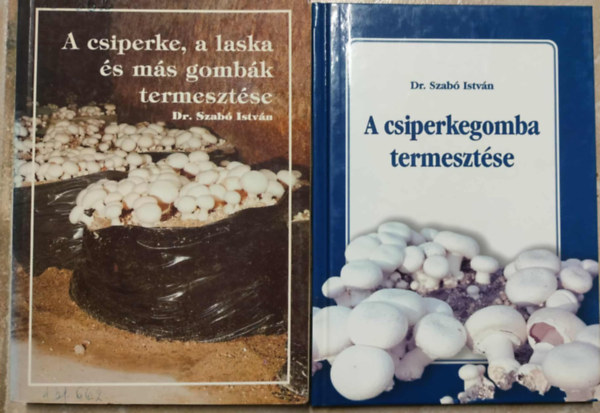 A csiperke, a laska
és más gombák
termesztése
Dr. Szabó István
Dr. Szabó István
A csiperkegomba
termesztése